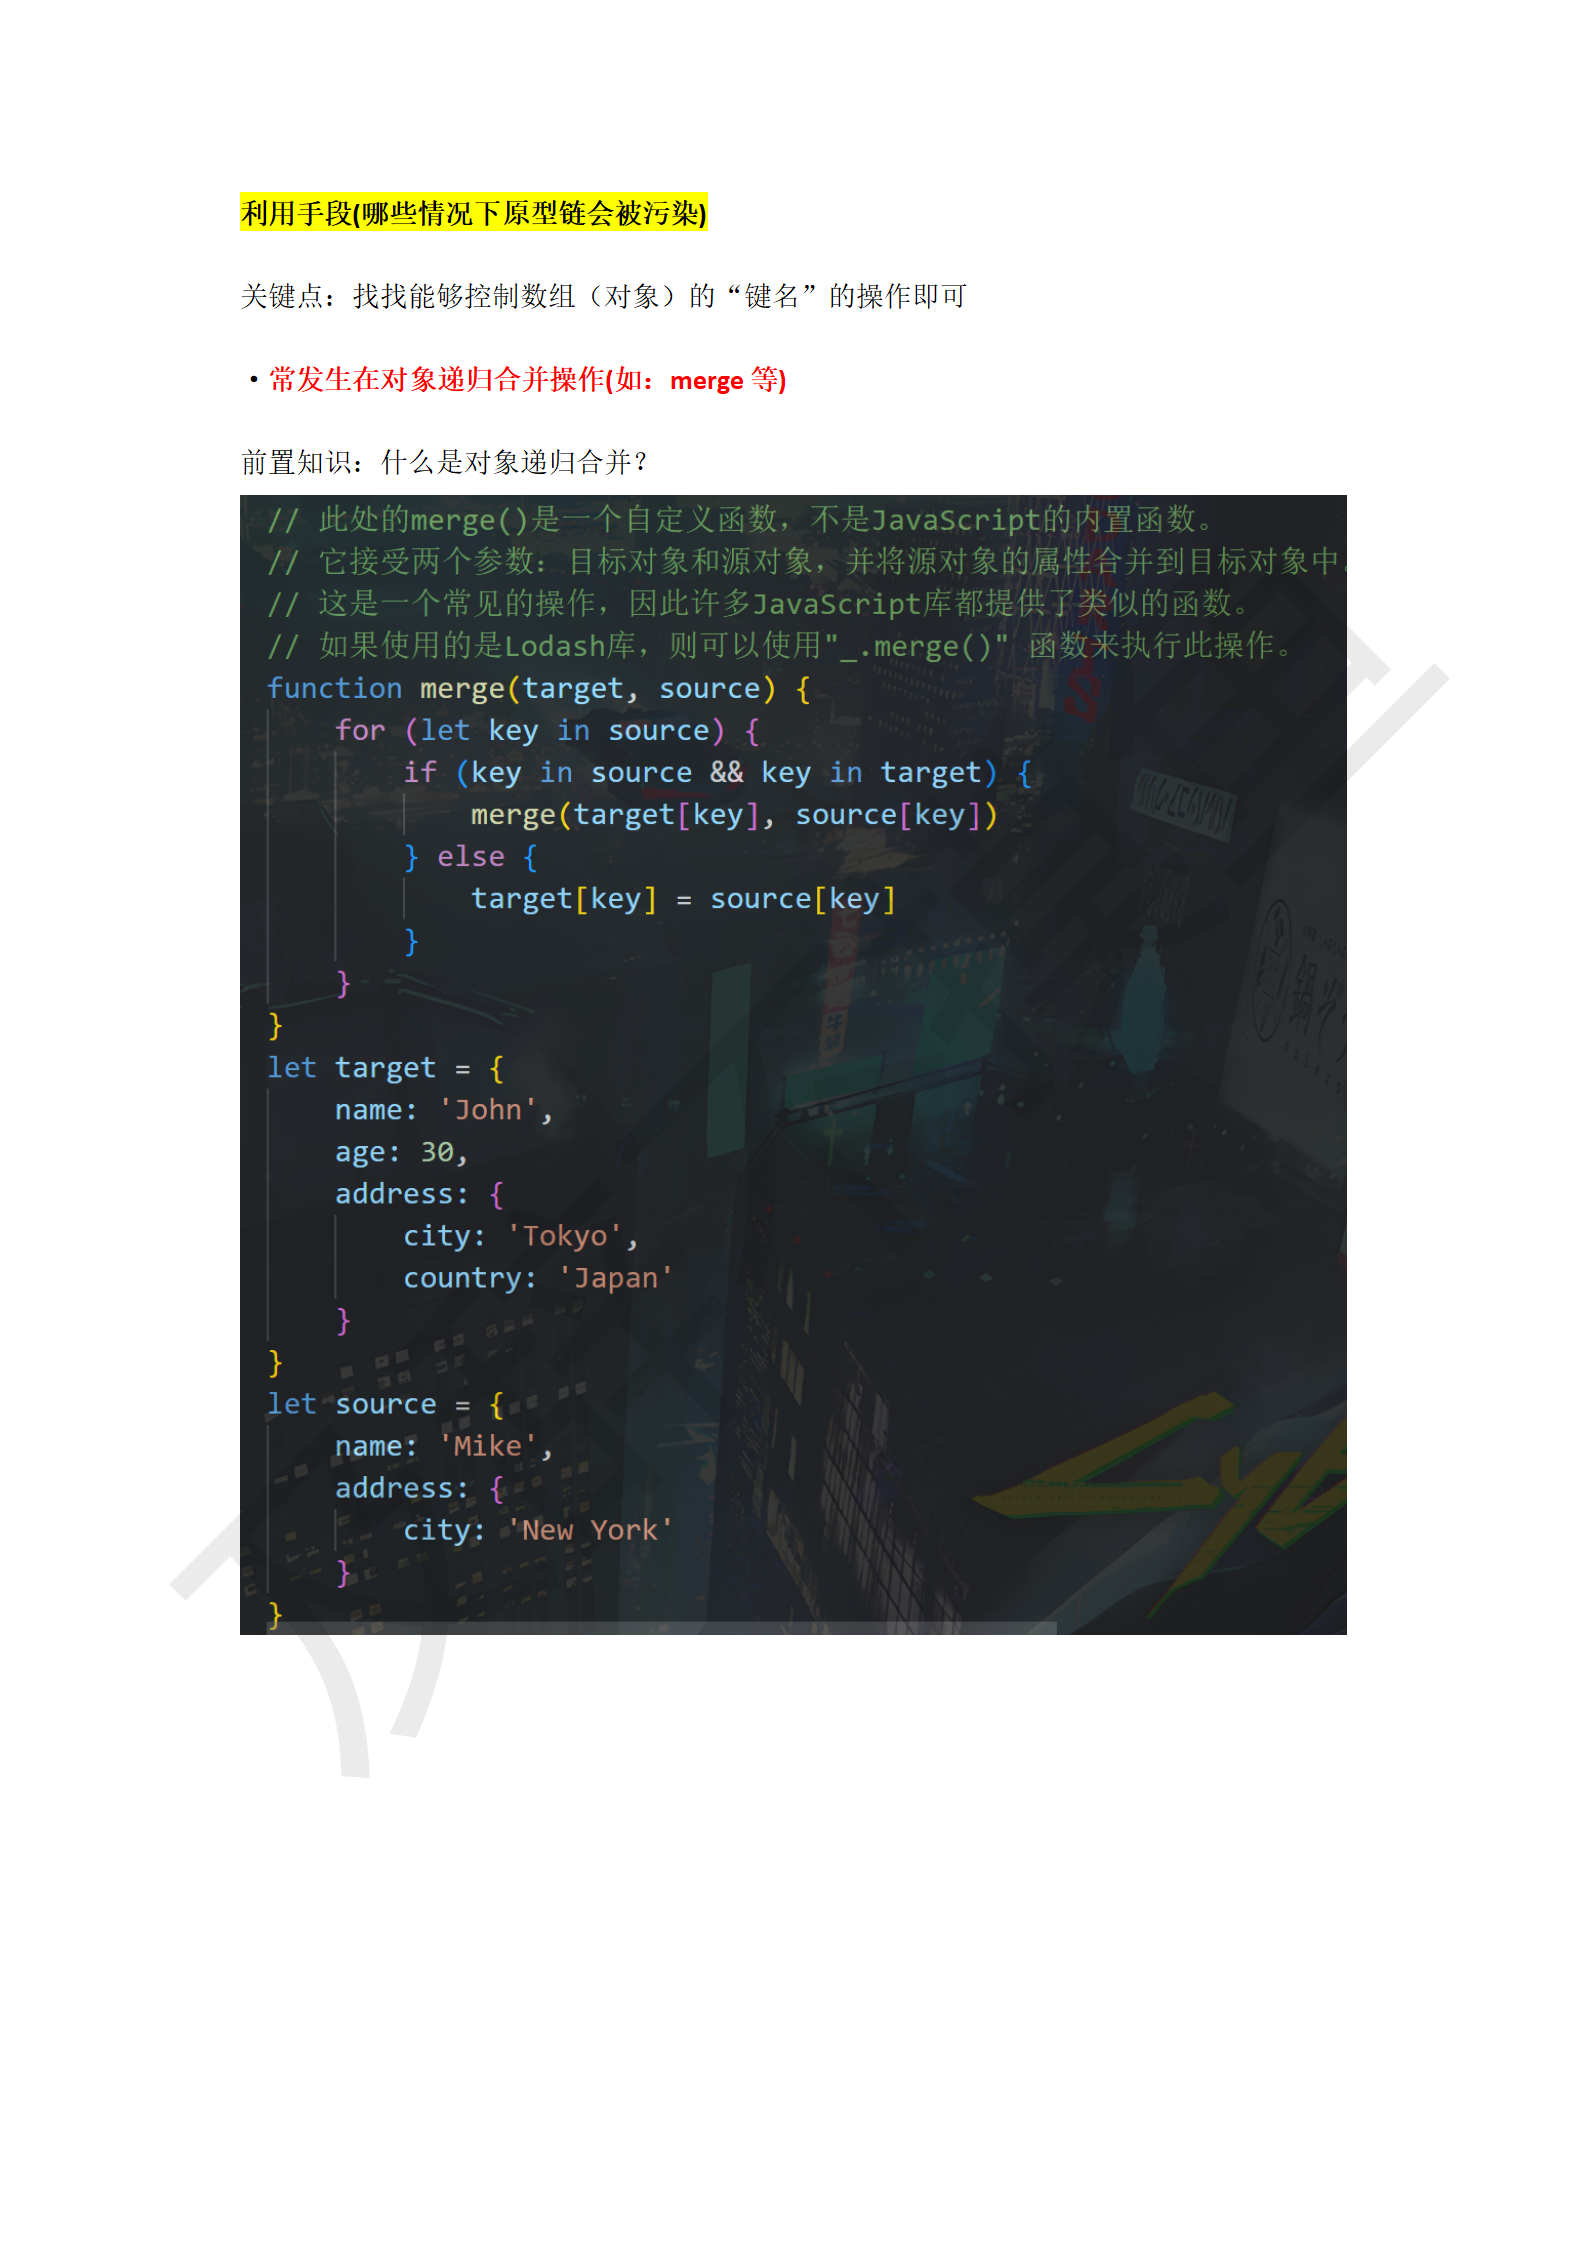 利用手段(哪些情况下原型链会被污染)
关键点：找找能够控制数组（对象）的“键名”的操作即可
·常发生在对象递归合并操作(如：merge 等)
前置知识：什么是对象递归合并？
// 此处的merge()是一个自定义函数，不是JavaScript的内置函数。
// 它接受两个参数：目标对象和源对象，并将源对象的属性合并到目标对象中。
// 这是一个常见的操作，因此许多JavaScript库都提供了类似的函数。
// 如果使用的是Lodash库，则可以使用"_.merge()" 函数来执行此操作。
function merge(target, source) {
    for (let key in source) {
        if (key in source && key in target) {
            merge(target[key], source[key])
        } else {
            target[key] = source[key]
        }
    }
}
let target = {
    name: 'John',
    age: 30,
    address: {
        city: 'Tokyo',
        country: 'Japan'
    }
}
let source = {
    name: 'Mike',
    address: {
        city: 'New York'
    }
}